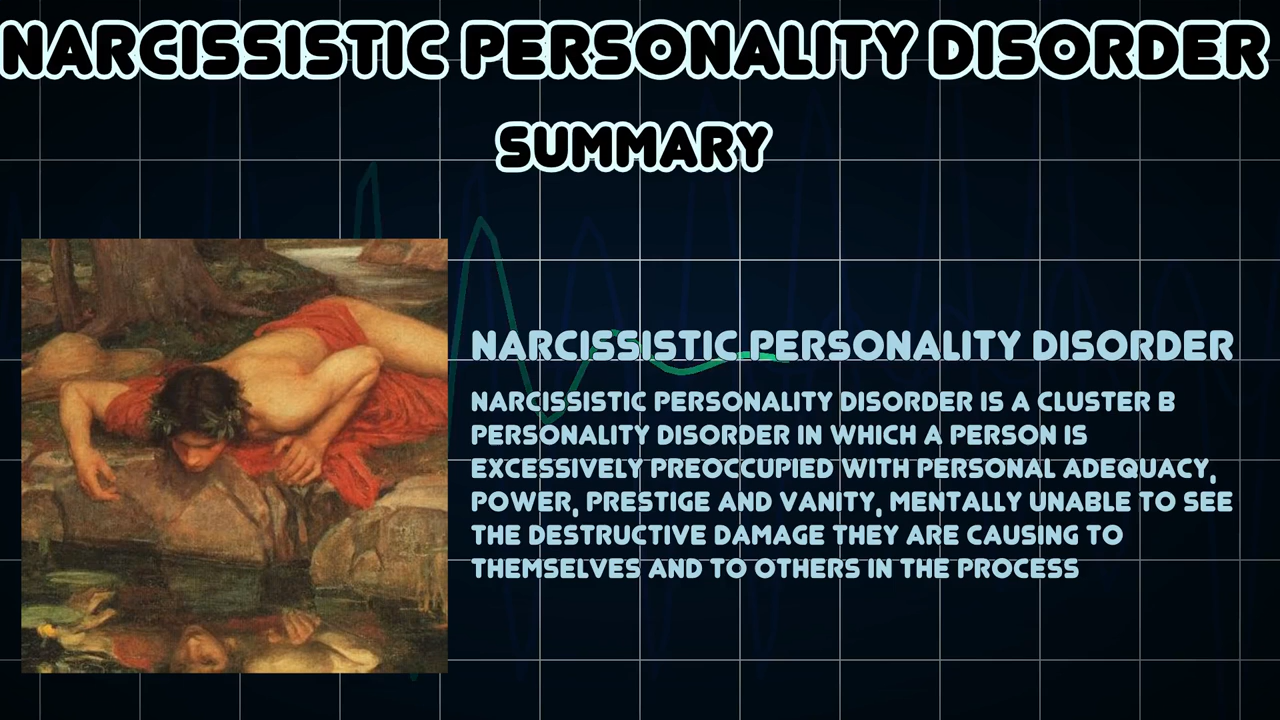 NARCISSISTIC PERSONALITY DISORDER
SUMMARY
NARCISSISTIC PERSONALITY DISORDER
NARCISSISTIC PERSONALITY DISORDER IS A CLUSTER B
PERSONALITY DISORDER IN WHICH A PERSON IS
EXCESSIVELY PREOCCUPIED WITH PERSONAL ADEQUACY,
POWER, PRESTIGE AND VANITY, MENTALLY UNABLE TO SEE
THE DESTRUCTIVE DAMAGE THEY ARE CAUSING TO
THEMSELVES AND TO OTHERS IN THE PROCESS